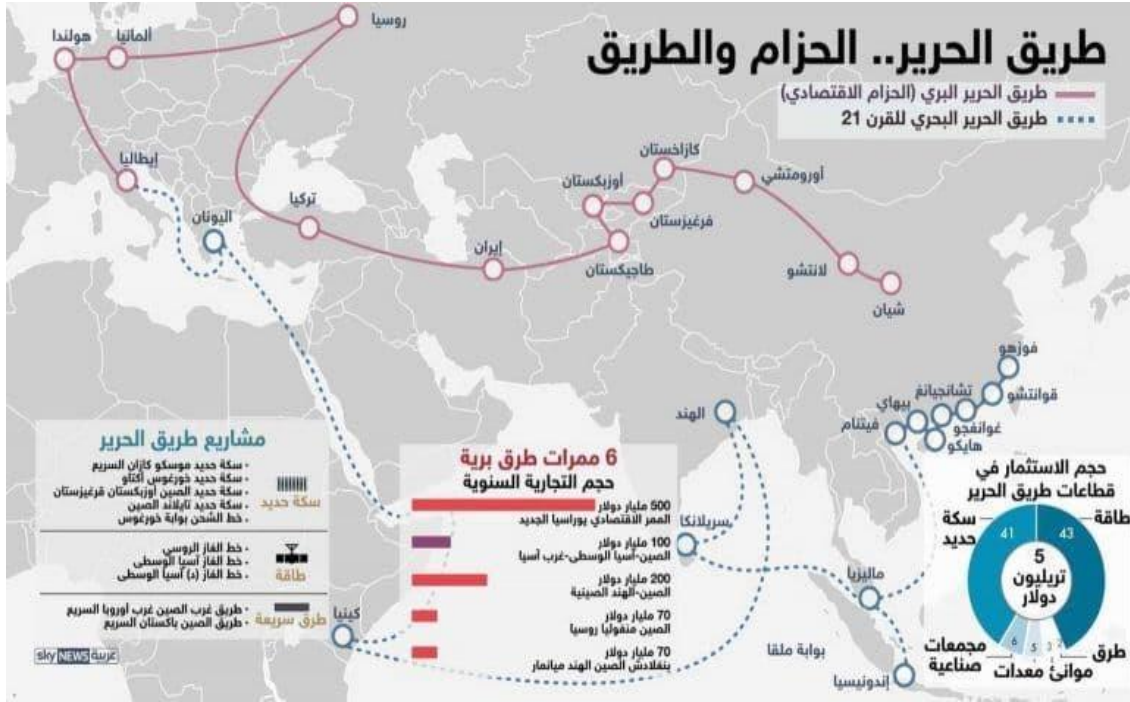 طريق الحرير.. الحزام والطريق
طريق الحرير البري (الحزام الاقتصادي)
طريق الحرير البحري للقرن 21
روسيا
ألمانيا
هولندا
إيطاليا
اليونان
تركيا
إيران
أوزبكستان
كازاخستان
فرغيزستان
طاجيكستان
أورومتشي
لانتشو
شيان
فوزهو
قوانتشو
تشانجيانغ
غوانغجو
بيهاي
هايكو
فيتنام
الهند
سريلانكا
ماليزيا
بوابة ملقا
إندونيسيا
كينيا
مشاريع طريق الحرير
سكة حديد
• سكة حديد موسكو كازان السريع
• سكة حديد خورغوس أكتاو
• سكة حديد الصين أوزبكستان قرغيزستان
• سكة حديد تايلاند الصين
• خط الشحن بوابة خورغوس
طاقة
• خط الغاز الروسي
• خط الغاز آسيا الوسطى
• خط الغاز (د) آسيا الوسطى
طرق سريعة
• طريق غرب الصين غرب أوروبا السريع
• طريق الصين باكستان السريع
6 ممرات طرق برية
حجم التجارية السنوية
500 مليار دولار
الممر الاقتصادي يوراسيا الجديد
100 مليار دولار
الصين-آسيا الوسطى-غرب آسيا
200 مليار دولار
الصين-الهند الصينية
70 مليار دولار
الصين منغوليا روسيا
70 مليار دولار
بنغلادش الصين الهند ميانمار
حجم الاستثمار في
قطاعات طريق الحرير
طاقة
43
سكة
حديد
41
5
تريليون
دولار
مجمعات
صناعية
6
معدات
5
موانئ
3
طرق
2
sky NEWS عربية